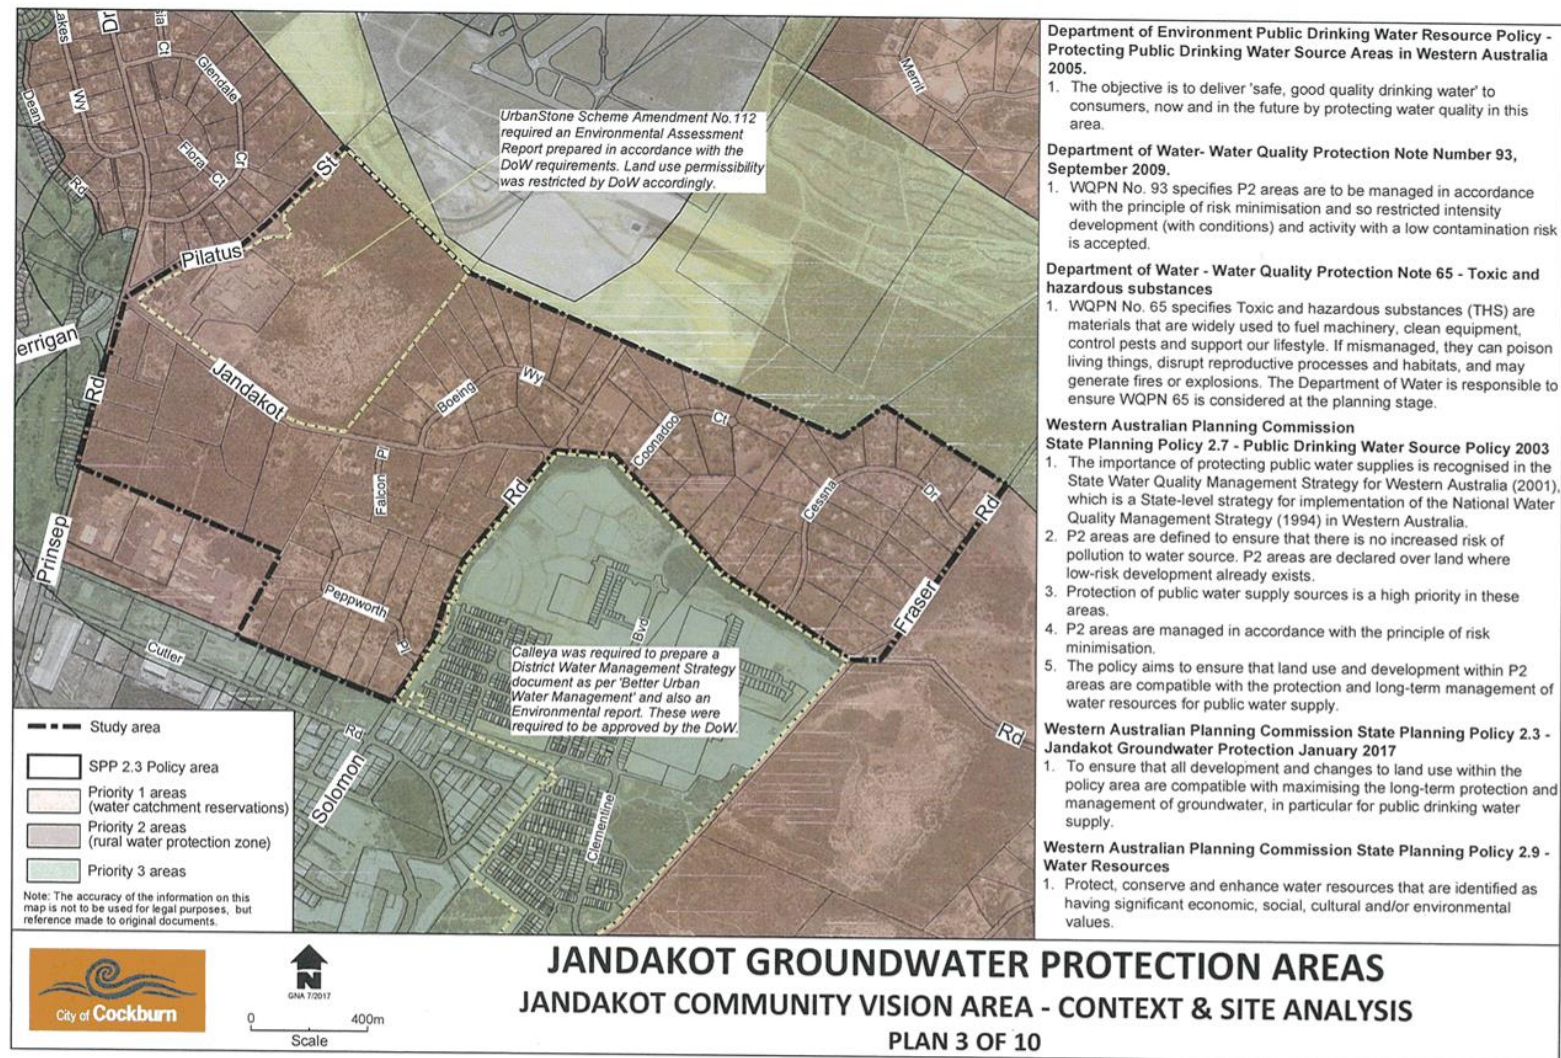 Lakes
Dr
sia Ct
Glendale
Wy
Dean
Rd
Flora Ct
Cr
St
Pilatus
Merrit
UrbanStone Scheme Amendment No.112
required an Environmental Assessment
Report prepared in accordance with the
DoW requirements. Land use permissibility
was restricted by DoW accordingly.
errigan
Rd
Jandakot
Boeing
Wy
Coonadoo
Ct
Falcon Pl
Rd
Cessna
Dr
Rd
Prinsep
Fraser
Peppworth
Pl
Bvd
Cutler
Calleya was required to prepare a
District Water Management Strategy
document as per 'Better Urban
Water Management' and also an
Environmental report. These were
required to be approved by the DoW.
Rd
Rd
Solomon
Clementine
Study area
SPP 2.3 Policy area
Priority 1 areas
(water catchment reservations)
Priority 2 areas
(rural water protection zone)
Priority 3 areas
Note: The accuracy of the information on this
map is not to be used for legal purposes, but
reference made to original documents.
Department of Environment Public Drinking Water Resource Policy -
Protecting Public Drinking Water Source Areas in Western Australia
2005.
1. The objective is to deliver 'safe, good quality drinking water' to
consumers, now and in the future by protecting water quality in this
area.
Department of Water- Water Quality Protection Note Number 93,
September 2009.
1. WQPN No. 93 specifies P2 areas are to be managed in accordance
with the principle of risk minimisation and so restricted intensity
development (with conditions) and activity with a low contamination risk
is accepted.
Department of Water - Water Quality Protection Note 65 - Toxic and
hazardous substances
1. WQPN No. 65 specifies Toxic and hazardous substances (THS) are
materials that are widely used to fuel machinery, clean equipment,
control pests and support our lifestyle. If mismanaged, they can poison
living things, disrupt reproductive processes and habitats, and may
generate fires or explosions. The Department of Water is responsible to
ensure WQPN 65 is considered at the planning stage.
Western Australian Planning Commission
State Planning Policy 2.7 - Public Drinking Water Source Policy 2003
1. The importance of protecting public water supplies is recognised in the
State Water Quality Management Strategy for Western Australia (2001),
which is a State-level strategy for implementation of the National Water
Quality Management Strategy (1994) in Western Australia.
2. P2 areas are defined to ensure that there is no increased risk of
pollution to water source. P2 areas are declared over land where
low-risk development already exists.
3. Protection of public water supply sources is a high priority in these
areas.
4. P2 areas are managed in accordance with the principle of risk
minimisation.
5. The policy aims to ensure that land use and development within P2
areas are compatible with the protection and long-term management of
water resources for public water supply.
Western Australian Planning Commission State Planning Policy 2.3 -
Jandakot Groundwater Protection January 2017
1. To ensure that all development and changes to land use within the
policy area are compatible with maximising the long-term protection and
management of groundwater, in particular for public drinking water
supply.
Western Australian Planning Commission State Planning Policy 2.9 -
Water Resources
1. Protect, conserve and enhance water resources that are identified as
having significant economic, social, cultural and/or environmental
values.
City of Cockburn
N
GNA 7/2017
0 400m
Scale
JANDAKOT GROUNDWATER PROTECTION AREAS
JANDAKOT COMMUNITY VISION AREA - CONTEXT & SITE ANALYSIS
PLAN 3 OF 10